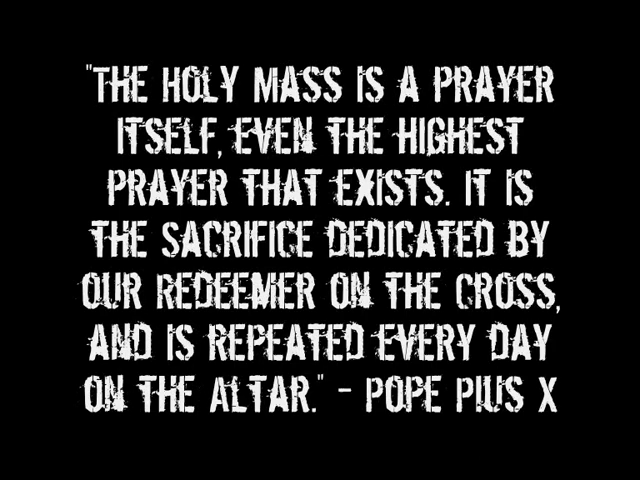 "THE HOLY MASS IS A PRAYER
ITSELF, EVEN THE HIGHEST
PRAYER THAT EXISTS. IT IS
THE SACRIFICE DEDICATED BY
OUR REDEEMER ON THE CROSS,
AND IS REPEATED EVERY DAY
ON THE ALTAR." - POPE PIUS X